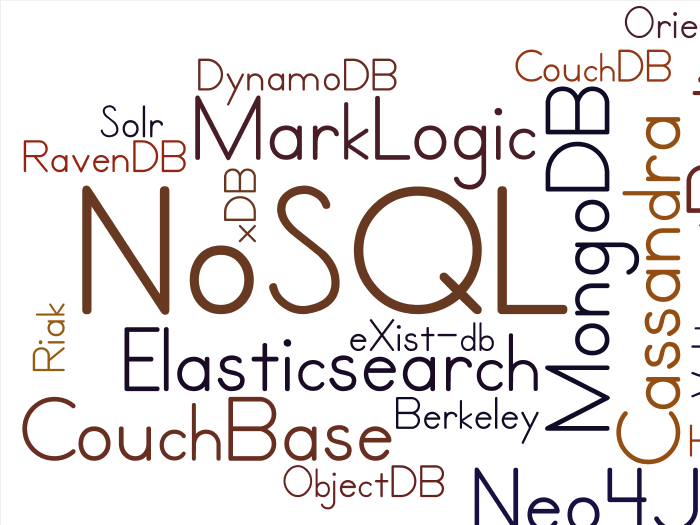 Orie
CouchDB
DynamoDB
MarkLogic
Solr
RavenDB
xDB
NoSQL
MongoDB
Cassandra
Riak
eXist-db
Elasticsearch
Berkeley
CouchBase
ObjectDB
Neo4J